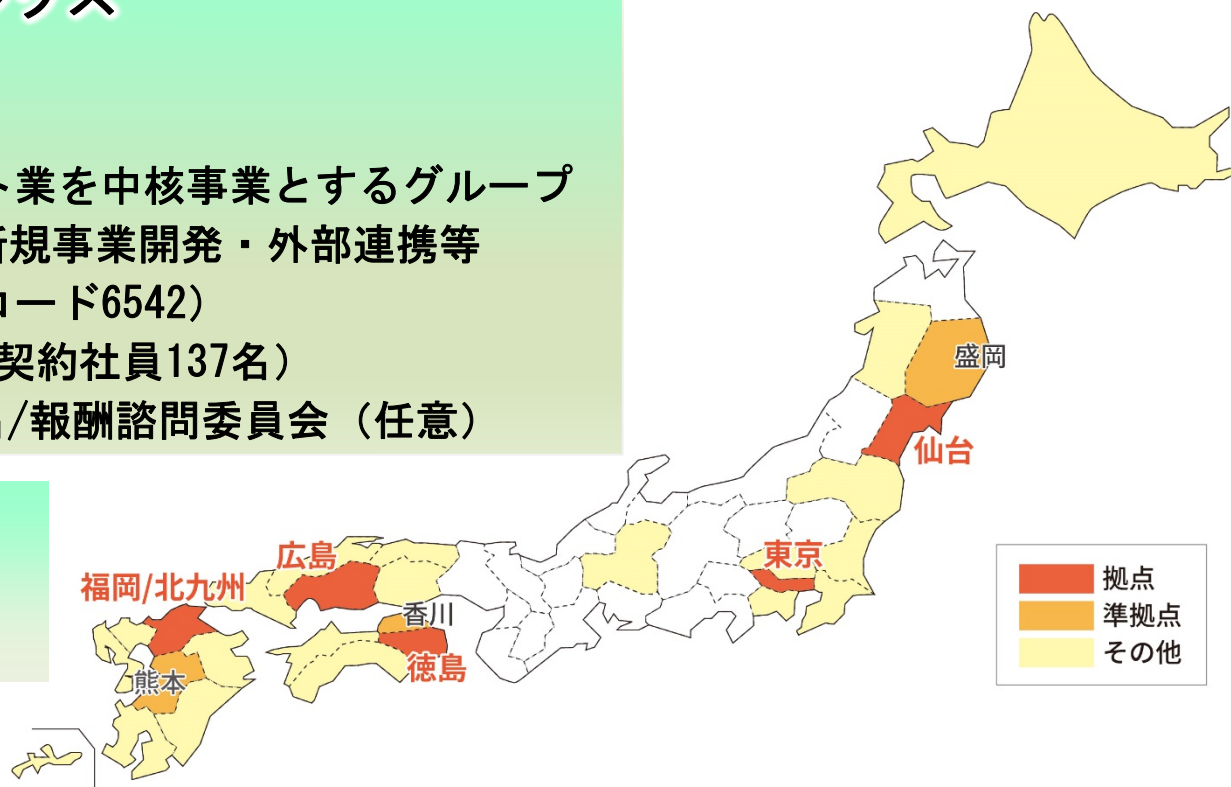 ングス
ト業を中核事業とするグループ
新規事業開発・外部連携等
コード6542）
契約社員137名）
/報酬諮問委員会（任意）
盛岡
仙台
東京
広島
福岡/北九州
香川
徳島
熊本
拠点
準拠点
その他